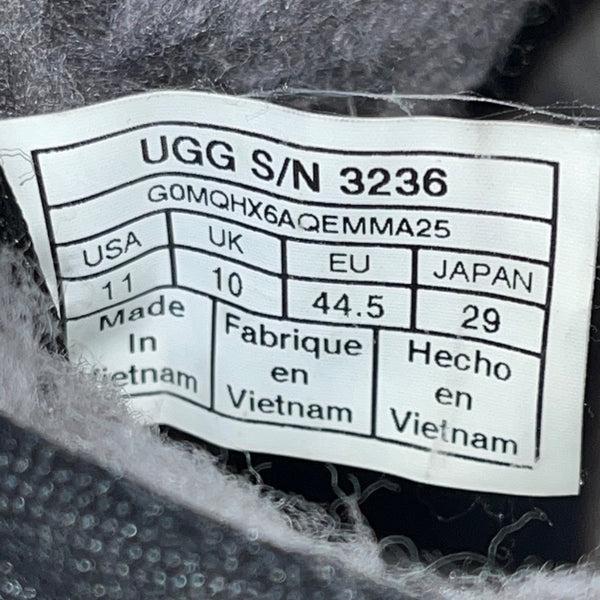 UGG S/N 3236
G0MQHX6AQEMMA25
USA UK EU JAPAN
11 10 44.5 29
Made Fabrique Hecho
In en en
Vietnam Vietnam Vietnam